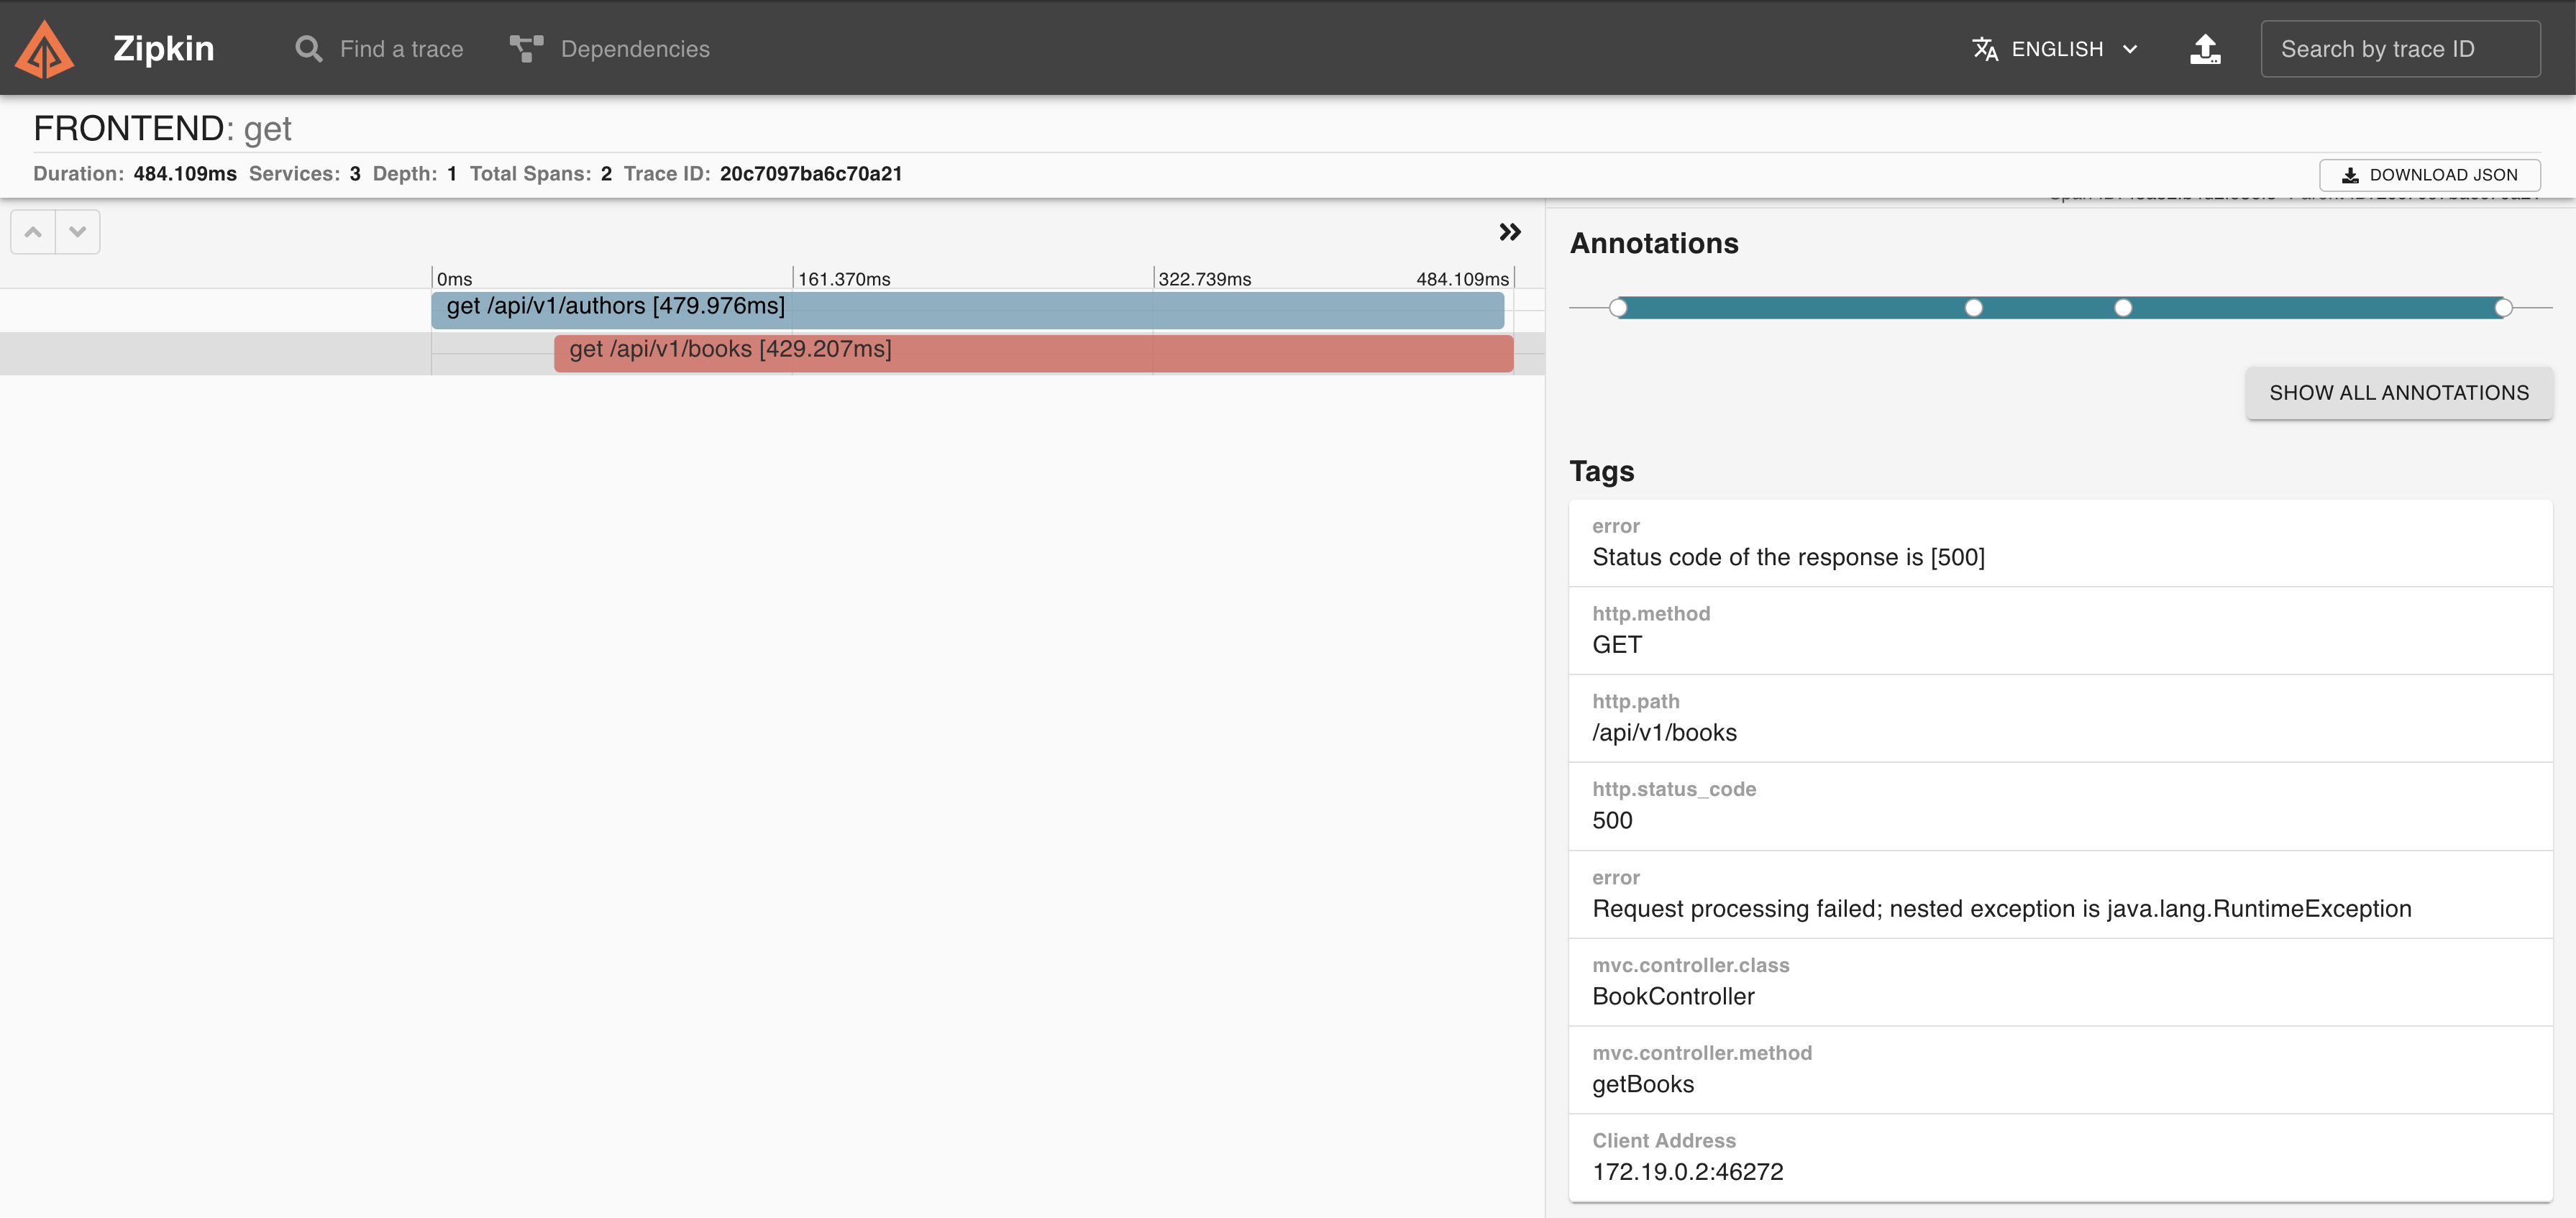 Zipkin
Find a trace
Dependencies
ENGLISH
Search by trace ID
FRONTEND: get
Duration: 484.109ms Services: 3 Depth: 1 Total Spans: 2 Trace ID: 20c7097ba6c70a21
DOWNLOAD JSON
0ms
161.370ms
322.739ms
484.109ms
get /api/v1/authors [479.976ms]
get /api/v1/books [429.207ms]
Annotations
SHOW ALL ANNOTATIONS
Tags
error
Status code of the response is [500]
http.method
GET
http.path
/api/v1/books
http.status_code
500
error
Request processing failed; nested exception is java.lang.RuntimeException
mvc.controller.class
BookController
mvc.controller.method
getBooks
Client Address
172.19.0.2:46272